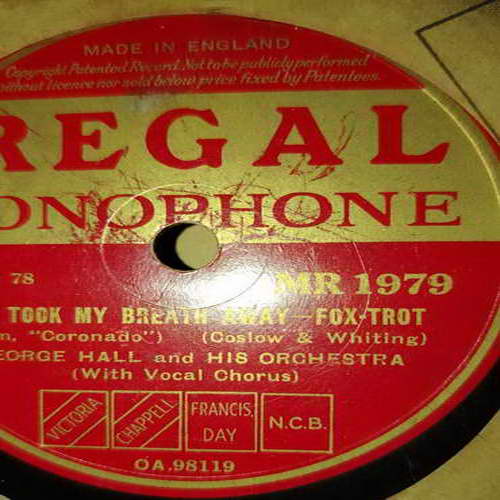 MADE IN ENGLAND
Copyright Patented Record. Not to be publicly performed
without licence nor sold below price fixed by Patentees.
REGAL
ONOPHONE
78
MR 1979
TOOK MY BREATH AWAY—FOX-TROT
m, "Coronado") (Coslow & Whiting)
EORGE HALL and HIS ORCHESTRA
(With Vocal Chorus)
VICTORIA
CHAPPELL
FRANCIS, DAY
N.C.B.
OA.98119